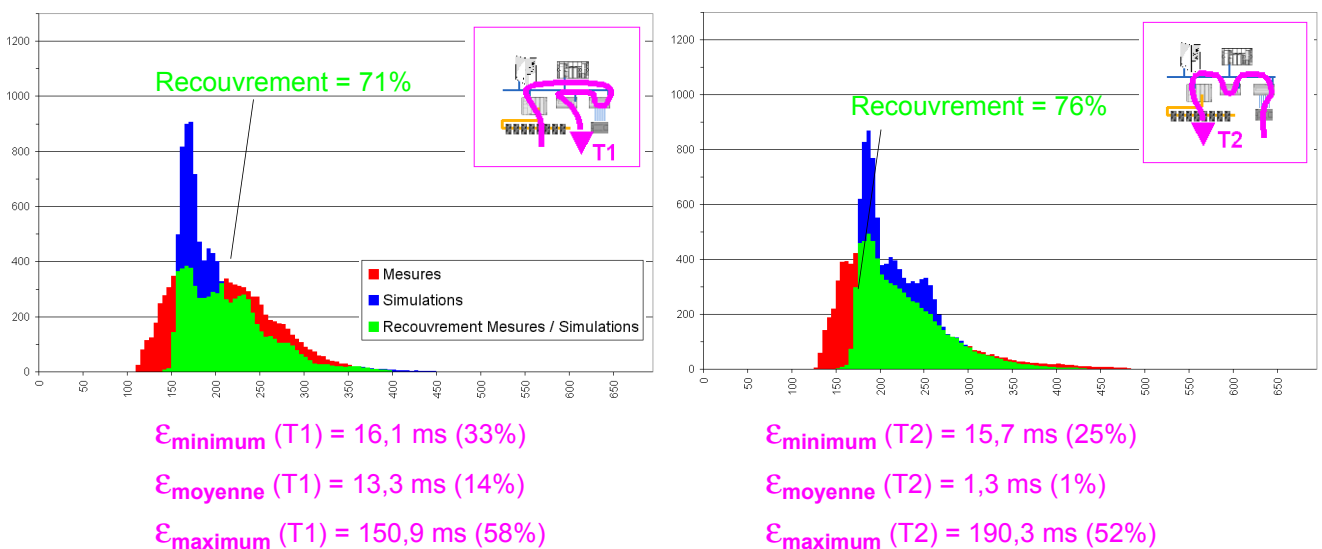 1200
1000
800
600
400
200
0
0 50 100 150 200 250 300 350 400 450 500 550 600 650
Recouvrement = 71%
T1
Mesures
Simulations
Recouvrement Mesures / Simulations
εminimum (T1) = 16,1 ms (33%)
εmoyenne (T1) = 13,3 ms (14%)
εmaximum (T1) = 150,9 ms (58%)
1200
1000
800
600
400
200
0
0 50 100 150 200 250 300 350 400 450 500 550 600 650
Recouvrement = 76%
T2
εminimum (T2) = 15,7 ms (25%)
εmoyenne (T2) = 1,3 ms (1%)
εmaximum (T2) = 190,3 ms (52%)